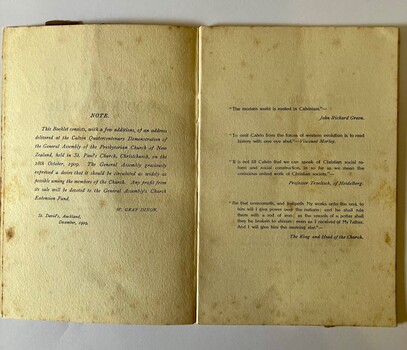 NOTE.
This Booklet consists, with a few additions, of an address
delivered at the Calvin Quatercentenary Demonstration of
the General Assembly of the Presbyterian Church of New
Zealand, held in St. Paul's Church, Christchurch, on the
28th October, 1909. The General Assembly graciously
expressed a desire that it should be circulated as widely as
possible among the members of the Church. Any profit from
its sale will be devoted to the General Assembly's Church
Extension Fund.
W. GRAY DIXON.
St. David's, Auckland,
December, 1909.
"The modern world is rooted in Calvinism."—
John Richard Green.
"To omit Calvin from the forces of western evolution is to read
history with one eye shut."—Viscount Morley.
"It is not till Calvin that we can speak of Christian social re-
form and social construction, in so far as we mean the
conscious united work of Christian society."—
Professor Troeltsch, of Heidelberg.
"He that overcometh, and keepeth My works unto the end, to
him will I give power over the nations: and he shall rule
them with a rod of iron; as the vessels of a potter shall
they be broken to shivers: even as I received of My Father.
And I will give him the morning star."—
The King and Head of the Church.